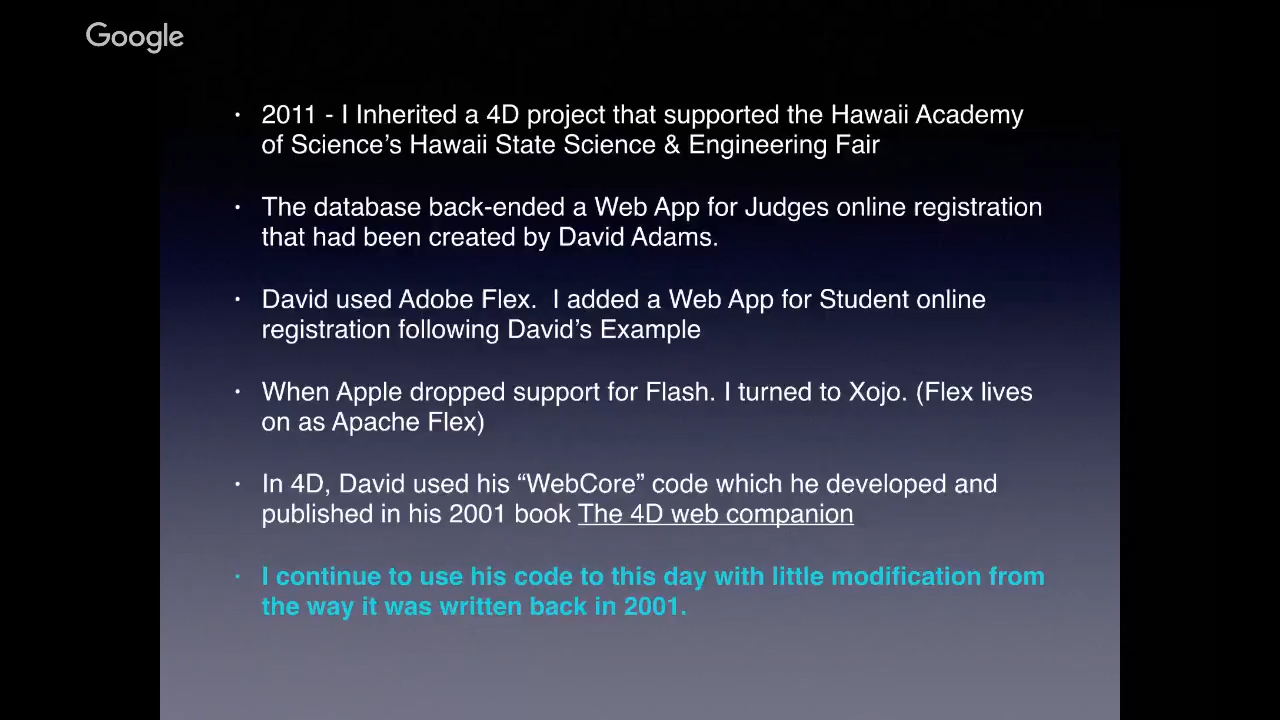 Google
· 2011 - I Inherited a 4D project that supported the Hawaii Academy
of Science’s Hawaii State Science & Engineering Fair
· The database back-ended a Web App for Judges online registration
that had been created by David Adams.
· David used Adobe Flex.  I added a Web App for Student online
registration following David’s Example
· When Apple dropped support for Flash. I turned to Xojo. (Flex lives
on as Apache Flex)
· In 4D, David used his “WebCore” code which he developed and
published in his 2001 book The 4D web companion
· I continue to use his code to this day with little modification from
the way it was written back in 2001.